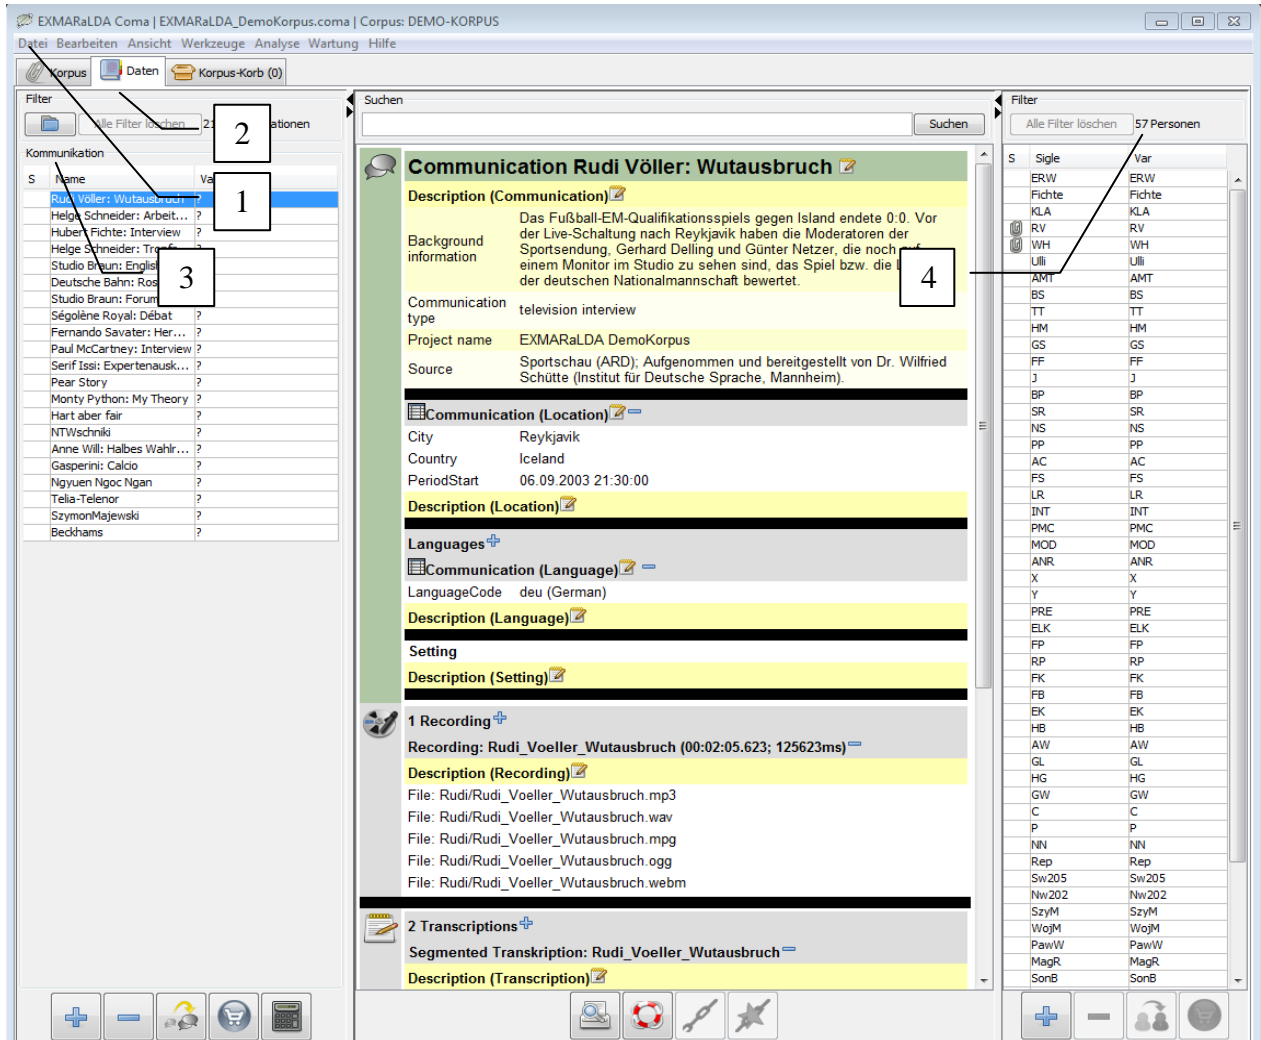 EXMARaLDA Coma | EXMARaLDA_DemoKorpus.coma | Corpus: DEMO-KORPUS
Datei Bearbeiten Ansicht Werkzeuge Analyse Wartung Hilfe
Korpus Daten Korpus-Korb (0)
Filter
Alle Filter löschen 21
2
Kommunikation
S Name
1
Rudi Völler: Wutausbruch ?
Helge Schneider: Arbeit... ?
Hubert Fichte: Interview ?
Helge Schneider:
Studio Braun: English
3
Deutsche Bahn:
Studio Braun: Forum
Ségolène Royal: Débat ?
Fernando Savater: Her... ?
Paul McCartney: Interview ?
Serif Issi: Expertenausk... ?
Pear Story ?
Monty Python: My Theory ?
Hart aber fair ?
NTWschniki ?
Anne Will: Halbes Wahlr... ?
Gasperini: Calcio ?
Ngyuen Ngoc Ngan ?
Telia-Telenor ?
SzymonMajewski ?
Beckhams ?
Suchen
Suchen
Communication Rudi Völler: Wutausbruch
Description (Communication)
Background information
Das Fußball-EM-Qualifikationsspiels gegen Island endete 0:0. Vor
der Live-Schaltung nach Reykjavik haben die Moderatoren der
Sportsendung, Gerhard Delling und Günter Netzer, die noch auf
einem Monitor im Studio zu sehen sind, das Spiel bzw. die
der deutschen Nationalmannschaft bewertet.
4
Communication type
television interview
Project name EXMARaLDA DemoKorpus
Source
Sportschau (ARD); Aufgenommen und bereitgestellt von Dr. Wilfried
Schütte (Institut für Deutsche Sprache, Mannheim).
Communication (Location)
City Reykjavik
Country Iceland
PeriodStart 06.09.2003 21:30:00
Description (Location)
Languages
Communication (Language)
LanguageCode deu (German)
Description (Language)
Setting
Description (Setting)
1 Recording
Recording: Rudi_Voeller_Wutausbruch (00:02:05.623; 125623ms)
Description (Recording)
File: Rudi/Rudi_Voeller_Wutausbruch.mp3
File: Rudi/Rudi_Voeller_Wutausbruch.wav
File: Rudi/Rudi_Voeller_Wutausbruch.mpg
File: Rudi/Rudi_Voeller_Wutausbruch.ogg
File: Rudi/Rudi_Voeller_Wutausbruch.webm
2 Transcriptions
Segmented Transkription: Rudi_Voeller_Wutausbruch
Description (Transcription)
Filter
Alle Filter löschen 57 Personen
S Sigle Var
ERW ERW
Fichte Fichte
KLA KLA
RV RV
WH WH
Ulli Ulli
AMT AMT
BS BS
TT TT
HM HM
GS GS
FF FF
J J
BP BP
SR SR
NS NS
PP PP
AC AC
FS FS
LR LR
INT INT
PMC PMC
MOD MOD
ANR ANR
X X
Y Y
PRE PRE
ELK ELK
FP FP
RP RP
FK FK
FB FB
EK EK
HB HB
AW AW
GL GL
HG HG
GW GW
C C
P P
NN NN
Rep Rep
Sw205 Sw205
Nw202 Nw202
SzyM SzyM
WojM WojM
PawW PawW
MagR MagR
SonB SonB